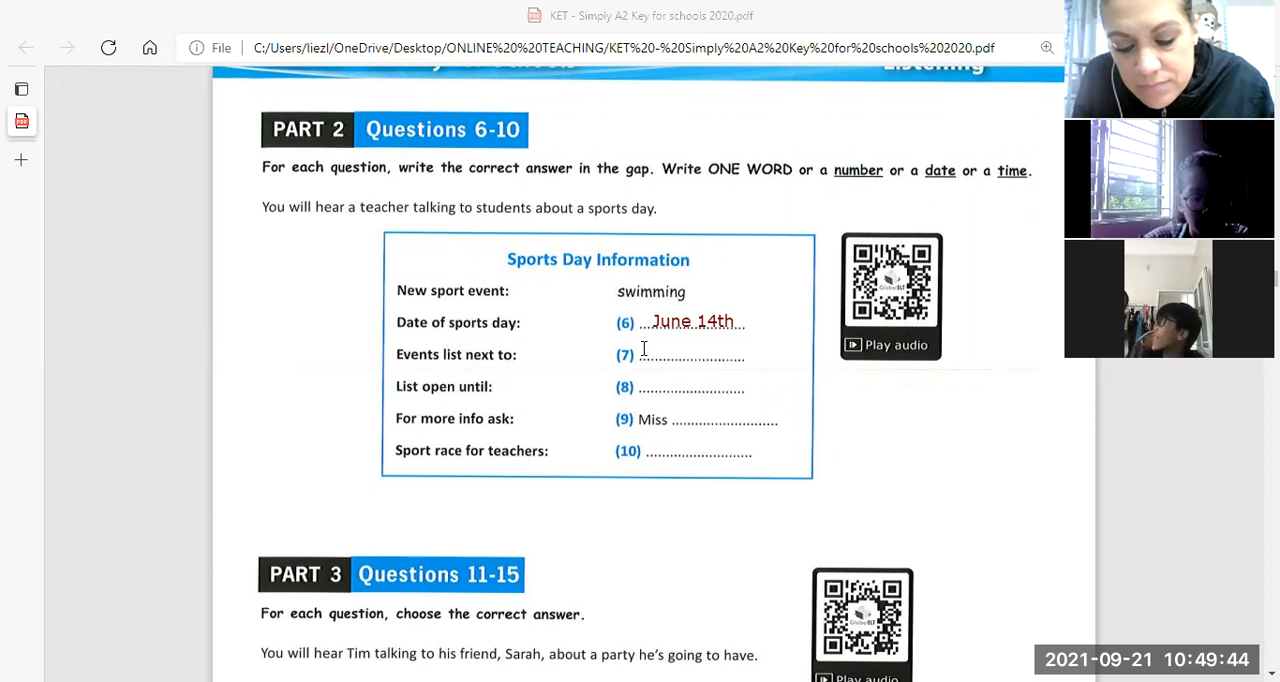 KET - Simply A2 Key for schools 2020.pdf
File C:/Users/liezl/OneDrive/Desktop/ONLINE%20%20TEACHING/KET%20-%20Simply%20A2%20Key%20for%20schools%202020.pdf
Listening
PART 2 Questions 6-10
For each question, write the correct answer in the gap. Write ONE WORD or a number or a date or a time.
You will hear a teacher talking to students about a sports day.
Sports Day Information
New sport event: swimming
Date of sports day: (6) ...June 14th...
Events list next to: (7) ..........................
List open until: (8) ..........................
For more info ask: (9) Miss ..........................
Sport race for teachers: (10) ..........................
GlobalELT
Play audio
PART 3 Questions 11-15
For each question, choose the correct answer.
You will hear Tim talking to his friend, Sarah, about a party he's going to have.
GlobalELT
Play audio
2021-09-21 10:49:44